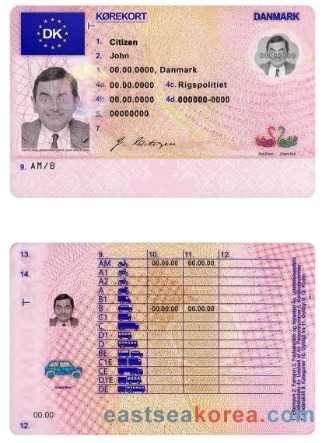 KØREKORT DANMARK
DK
1. Citizen
2. John
3. 00.00.0000, Danmark
4a. 00.00.0000 4c. Rigspolitiet
4b. 00.00.0000 4d. 000000-0000
5. 00000000
7.
J. Citizen
9. AM/B
13. 9. 10. 11. 12.
14.
AM 00.00.00 00.00.00
A1
A2
A
B1
B 00.00.00 00.00.00
C1
C
D1
D
BE
C1E
CE
D1E
DE
00.00
12.
eastseakorea.com